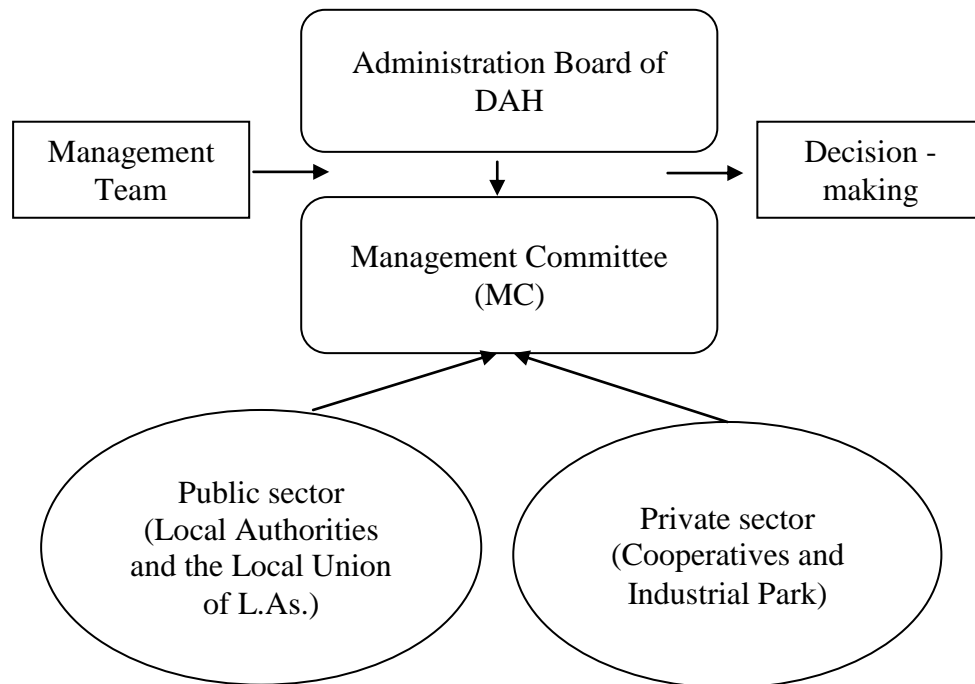 Administration Board of
DAH
Management
Team
Decision -
making
Management Committee
(MC)
Public sector
(Local Authorities
and the Local Union
of L.As.)
Private sector
(Cooperatives and
Industrial Park)